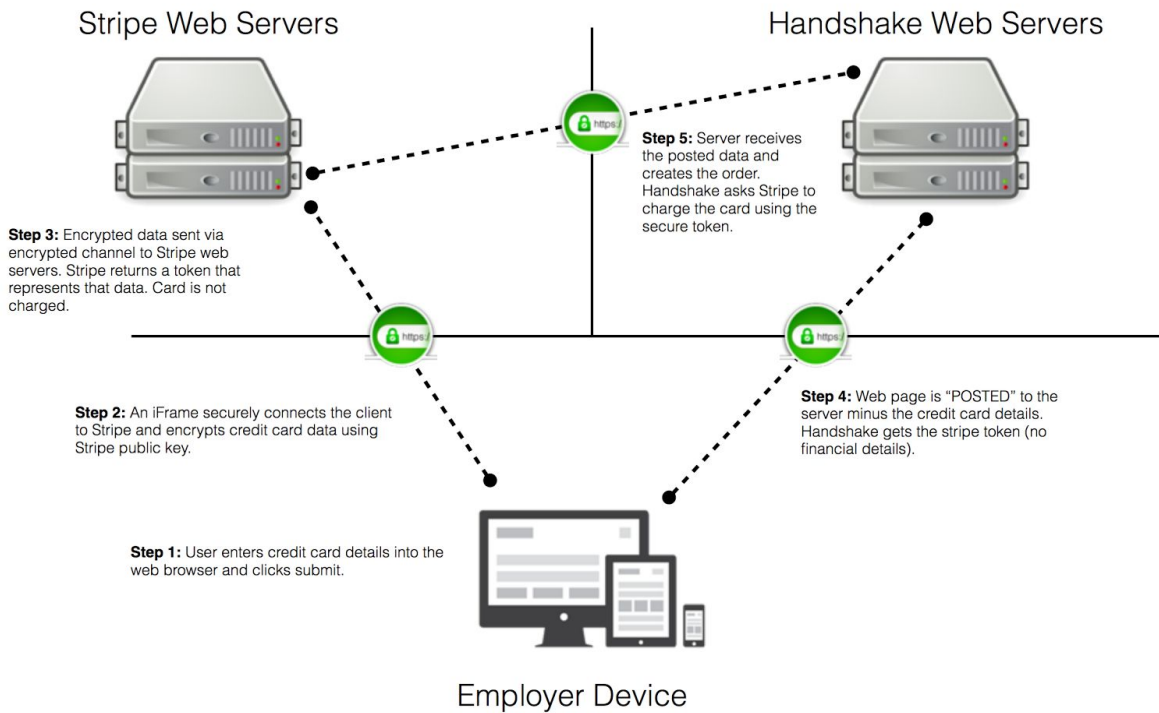 Stripe Web Servers
Handshake Web Servers
https:/
Step 5: Server receives
the posted data and
creates the order.
Handshake asks Stripe to
charge the card using the
secure token.
Step 3: Encrypted data sent via
encrypted channel to Stripe web
servers. Stripe returns a token that
represents that data. Card is not
charged.
https:/
https:/
Step 2: An iFrame securely connects the client
to Stripe and encrypts credit card data using
Stripe public key.
Step 4: Web page is “POSTED” to the
server minus the credit card details.
Handshake gets the stripe token (no
financial details).
Step 1: User enters credit card details into the
web browser and clicks submit.
Employer Device